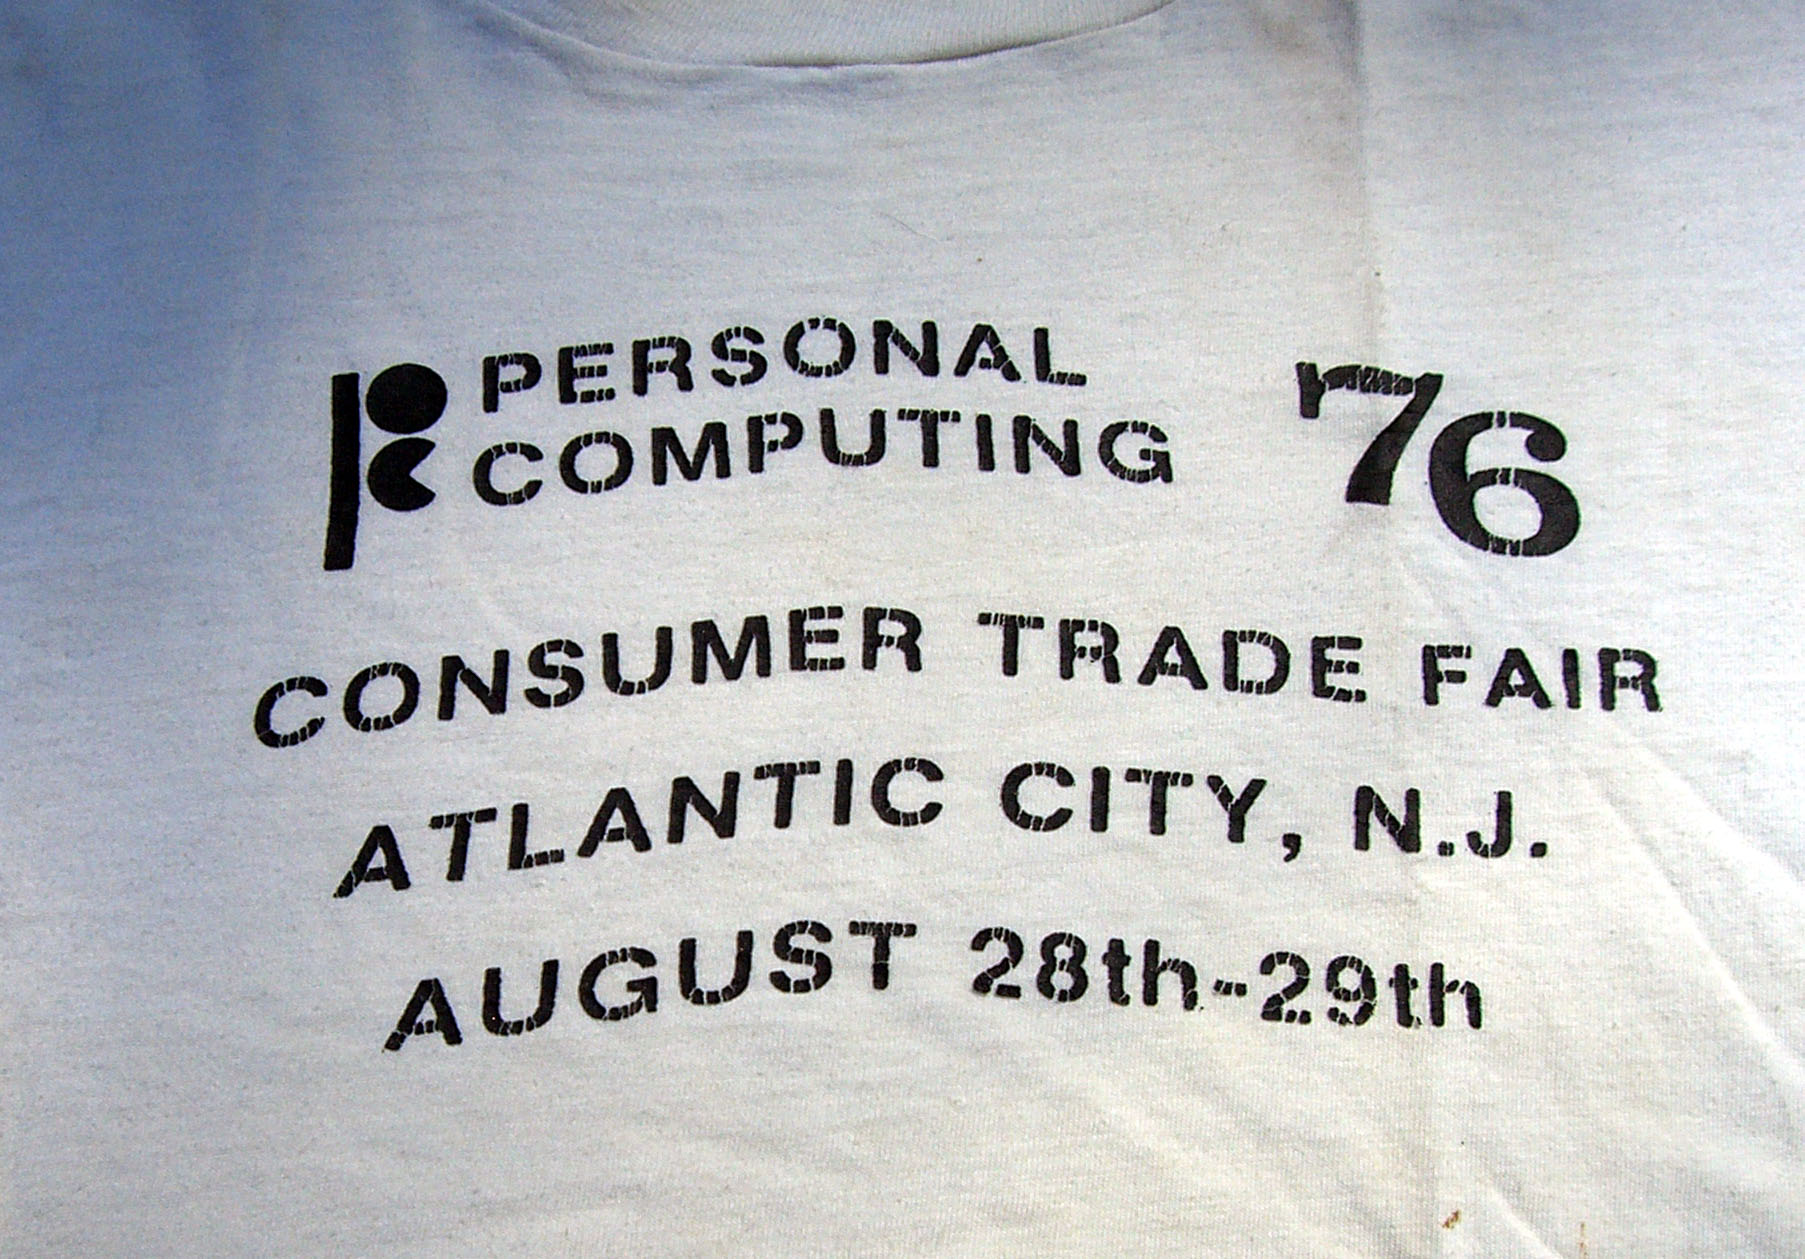 PERSONAL
COMPUTING '76
CONSUMER TRADE FAIR
ATLANTIC CITY, N.J.
AUGUST 28th-29th